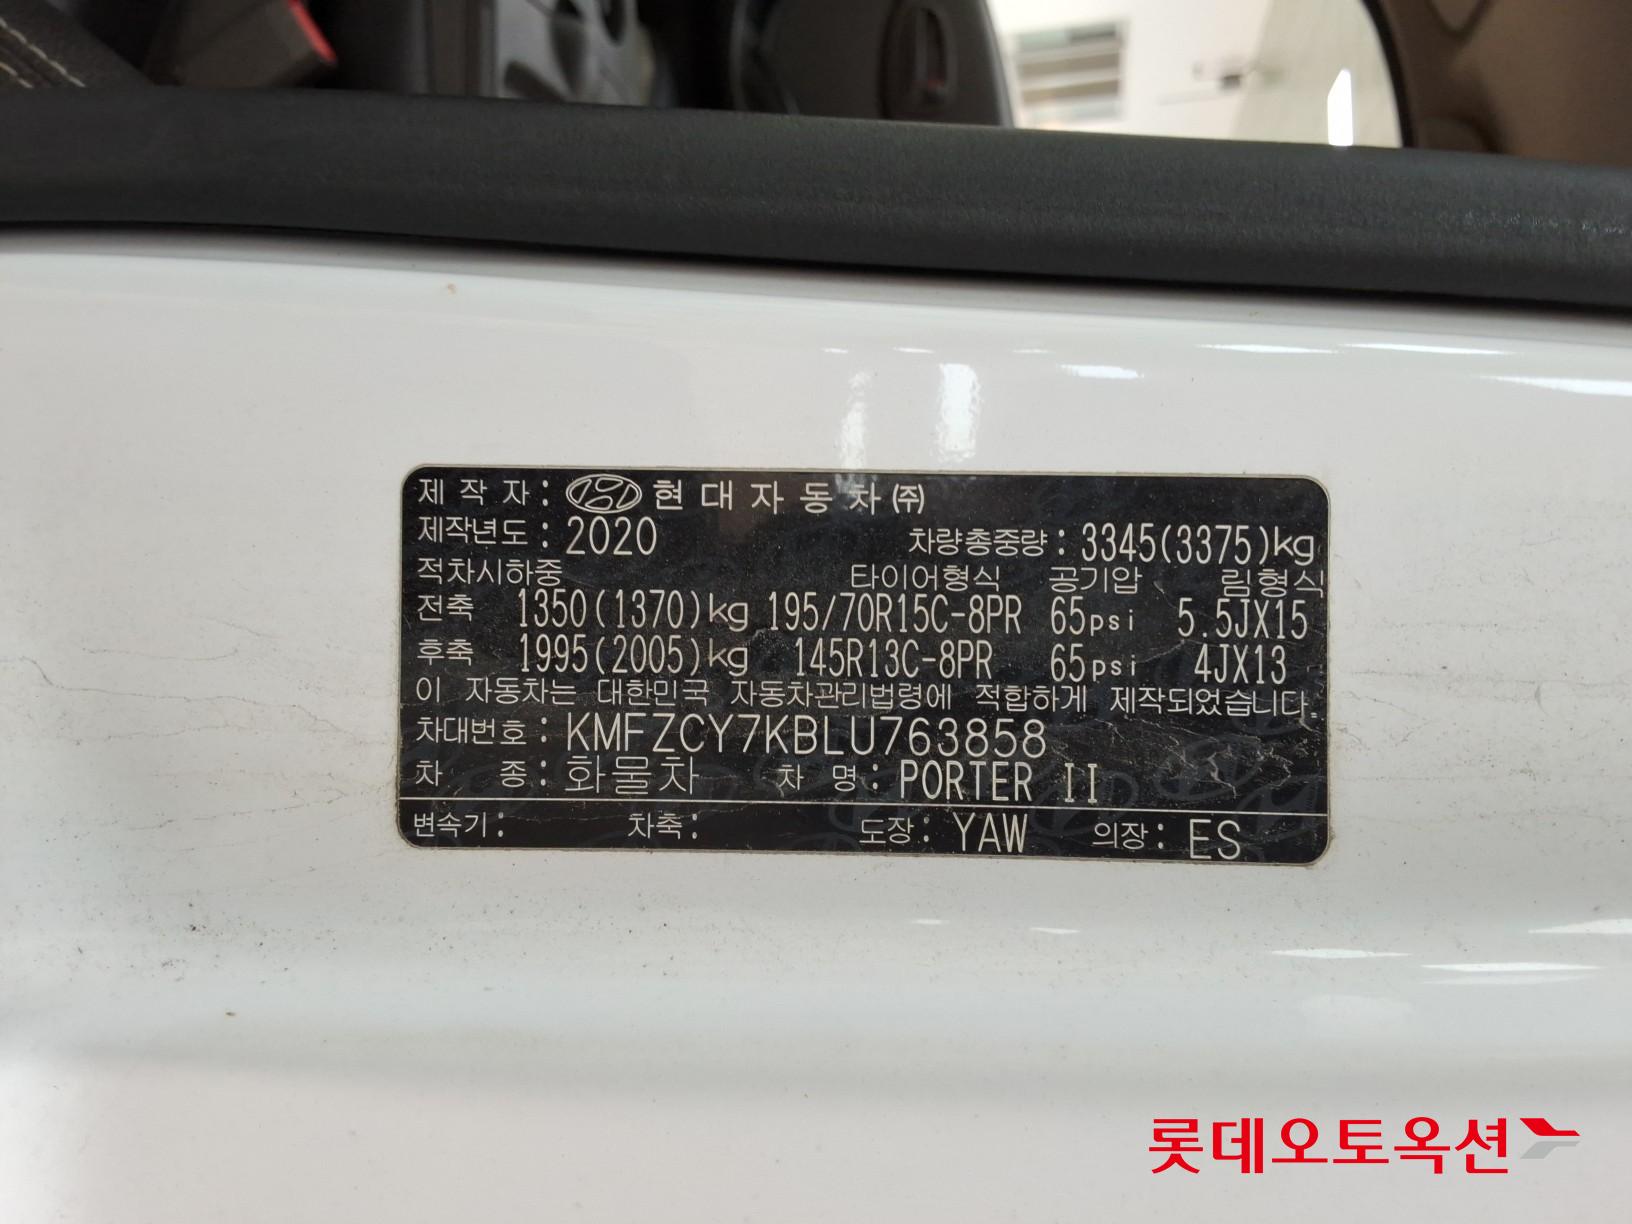 제 작 자 : 현 대 자 동 차 ㈜
제작년도 : 2020 차량총중량 : 3345(3375)kg
적차시하중 타이어형식 공기압 림형식
전축 1350(1370)kg 195/70R15C-8PR 65psi 5.5JX15
후축 1995(2005)kg 145R13C-8PR 65psi 4JX13
이 자동차는 대한민국 자동차관리법령에 적합하게 제작되었습니다.
차대번호 : KMFZCY7KBLU763858
차 종 : 화물차 차 명 : PORTER II
변속기 : 차축 : 도장 : YAW 의장 : ES
롯데오토옥션